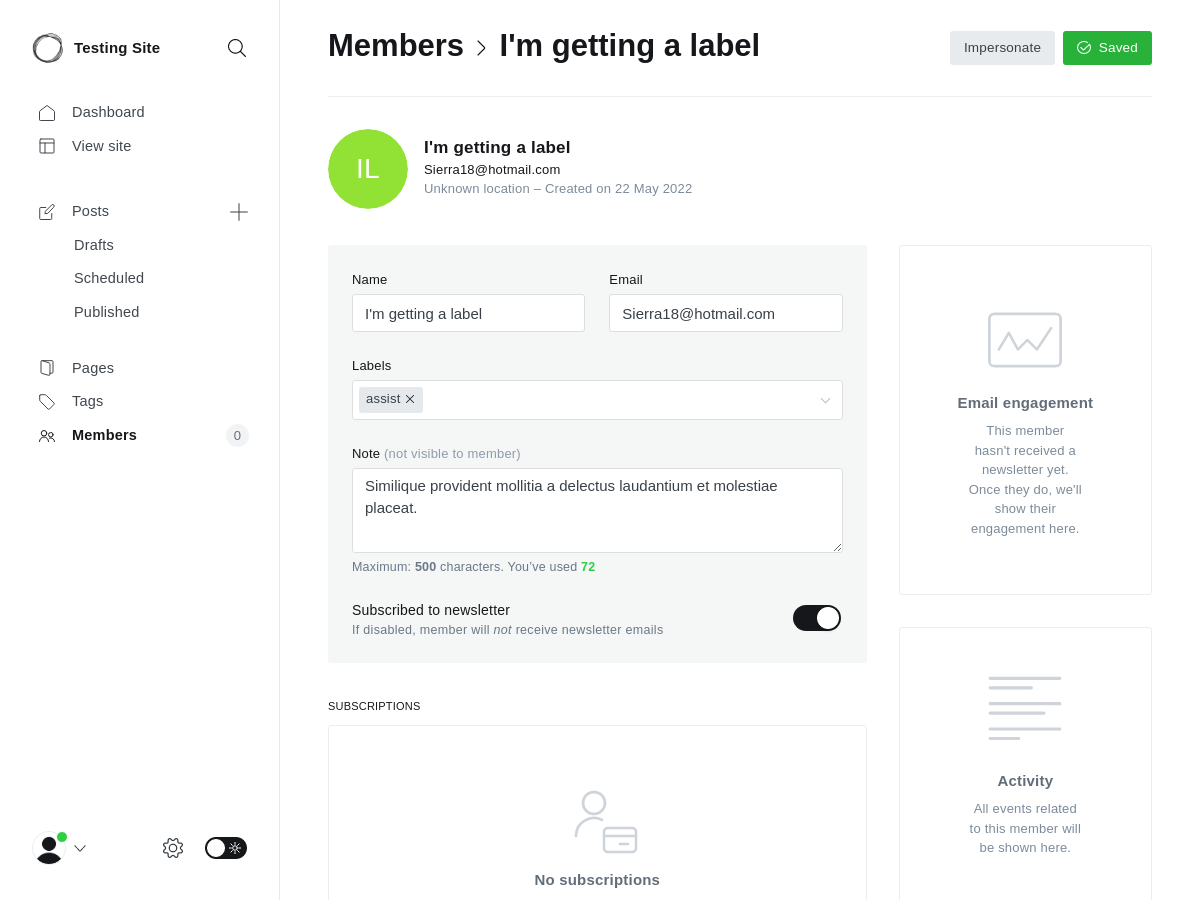 Testing Site
Dashboard
View site
Posts
Drafts
Scheduled
Published
Pages
Tags
Members
0
Members > I'm getting a label
Impersonate
Saved
IL
I'm getting a label
Sierra18@hotmail.com
Unknown location – Created on 22 May 2022
Name
Email
I'm getting a label
Sierra18@hotmail.com
Labels
assist
Note (not visible to member)
Similique provident mollitia a delectus laudantium et molestiae
placeat.
Maximum: 500 characters. You've used 72
Subscribed to newsletter
If disabled, member will not receive newsletter emails
SUBSCRIPTIONS
No subscriptions
Email engagement
This member
hasn't received a
newsletter yet.
Once they do, we'll
show their
engagement here.
Activity
All events related
to this member will
be shown here.